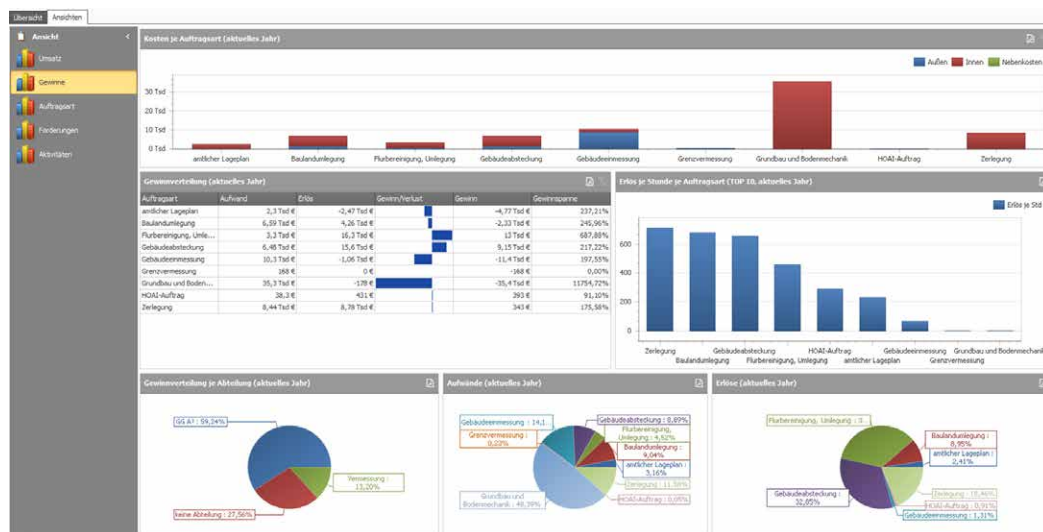 Übersicht
Ansichten
Ansicht
Umsatz
Gewinne
Auftragsart
Forderungen
Aktivitäten
Kosten je Auftragsart (aktuelles Jahr)
Außen Innen Nebenkosten
30 Tsd
20 Tsd
10 Tsd
0 Tsd
amtlicher Lageplan Baulandumlegung Flurbereinigung, Umlegung Gebäudeabsteckung Gebäudeeinmessung Grenzvermessung Grundbau und Bodenmechanik HOAI-Auftrag Zerlegung
Gewinnverteilung (aktuelles Jahr)
Auftragsart Aufwand Erlös Gewinn/Verlust Gewinn Gewinnspanne
amtlicher Lageplan 2,3 Tsd € -2,47 Tsd € -4,77 Tsd € 237,21%
Baulandumlegung 6,59 Tsd € 4,26 Tsd € -2,33 Tsd € 245,96%
Flurbereinigung, Umle... 3,3 Tsd € 16,3 Tsd € 13 Tsd € 687,88%
Gebäudeabsteckung 6,48 Tsd € 15,6 Tsd € 9,15 Tsd € 217,22%
Gebäudeeinmessung 10,3 Tsd € -1,06 Tsd € -11,4 Tsd € 197,55%
Grenzvermessung 168 € 0 € -168 € 0,00%
Grundbau und Boden... 35,3 Tsd € -178 € -35,4 Tsd € 11754,72%
HOAI-Auftrag 38,3 € 431 € 393 € 91,10%
Zerlegung 8,44 Tsd € 8,78 Tsd € 343 € 175,58%
Erlös je Stunde je Auftragsart (TOP 10, aktuelles Jahr)
Erlös je Std
600
400
200
0
Zerlegung Gebäudeabsteckung HOAI-Auftrag Gebäudeeinmessung Grundbau und Bodenmechanik
Baulandumlegung Flurbereinigung, Umlegung amtlicher Lageplan Grenzvermessung
Gewinnverteilung je Abteilung (aktuelles Jahr)
Vermessung :
13,20%
keine Abteilung : 27,56%
Aufwände (aktuelles Jahr)
Gebäudeeinmessung : 14,1...
Gebäudeabsteckung : 8,89%
Grenzvermessung :
0,23%
Flurbereinigung,
Umlegung : 4,52%
Baulandumlegung :
9,04%
amtlicher Lageplan :
3,16%
Zerlegung : 11,58%
Grundbau und
Bodenmechanik : 48,39%
HOAI-Auftrag : 0,05%
Erlöse (aktuelles Jahr)
Flurbereinigung, Umlegung : 3...
Baulandumlegung :
8,95%
amtlicher Lageplan :
2,41%
Gebäudeabsteckung :
32,85%
Zerlegung : 18,46%
HOAI-Auftrag : 0,91%
Gebäudeeinmessung : 1,31%